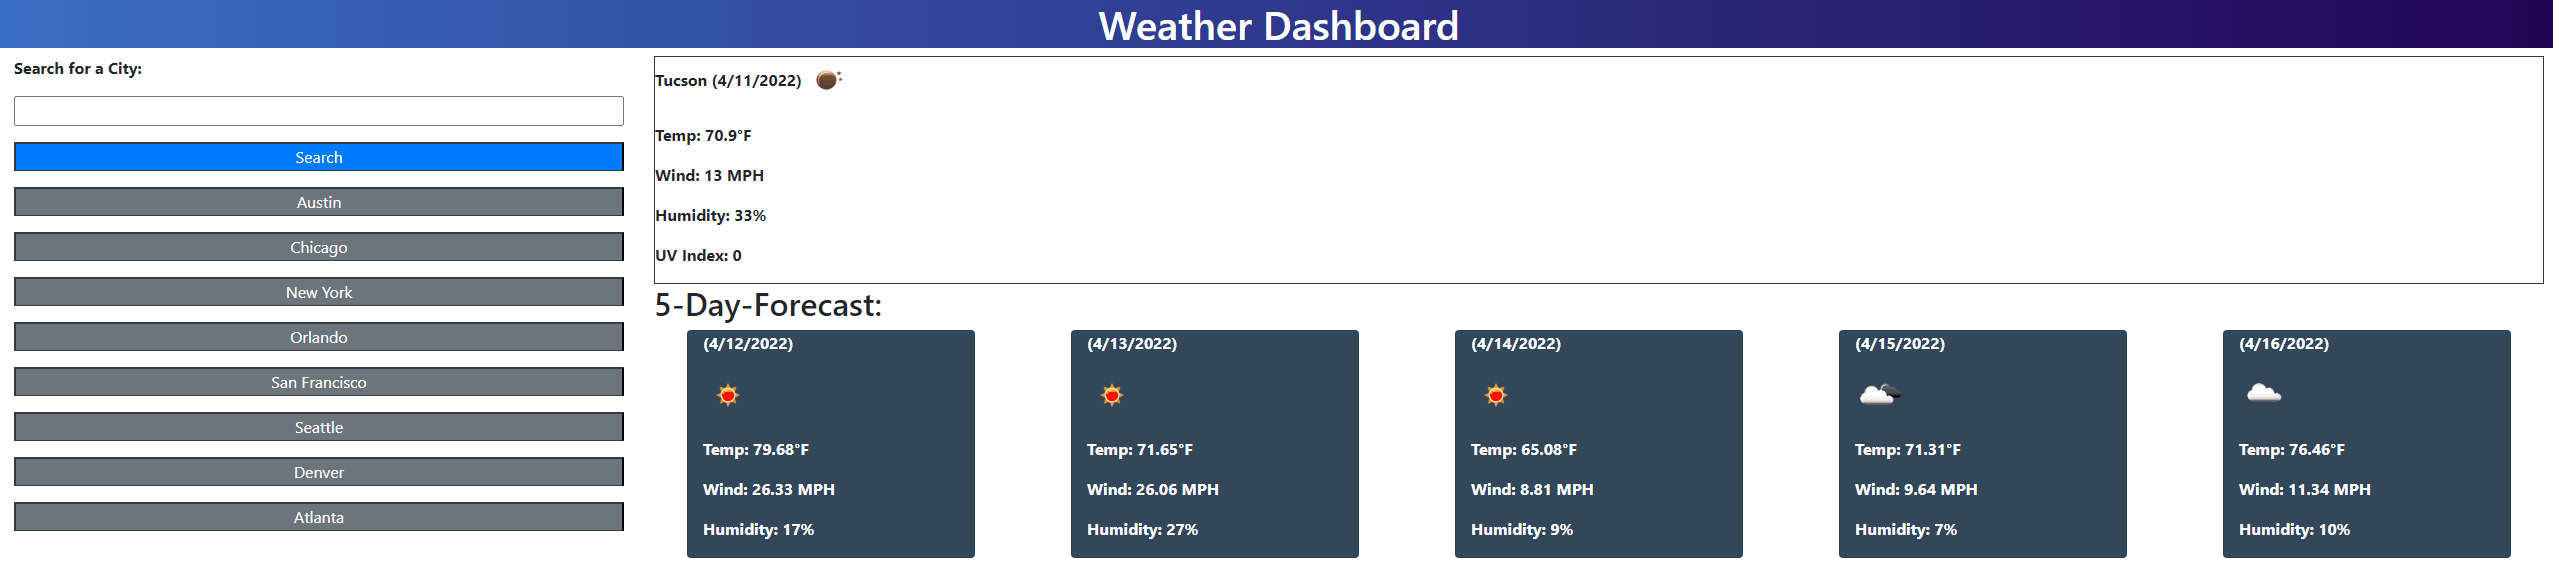 Weather Dashboard
Search for a City:
Search
Austin
Chicago
New York
Orlando
San Francisco
Seattle
Denver
Atlanta
Tucson (4/11/2022)
Temp: 70.9°F
Wind: 13 MPH
Humidity: 33%
UV Index: 0
5-Day-Forecast:
(4/12/2022)
Temp: 79.68°F
Wind: 26.33 MPH
Humidity: 17%
(4/13/2022)
Temp: 71.65°F
Wind: 26.06 MPH
Humidity: 27%
(4/14/2022)
Temp: 65.08°F
Wind: 8.81 MPH
Humidity: 9%
(4/15/2022)
Temp: 71.31°F
Wind: 9.64 MPH
Humidity: 7%
(4/16/2022)
Temp: 76.46°F
Wind: 11.34 MPH
Humidity: 10%